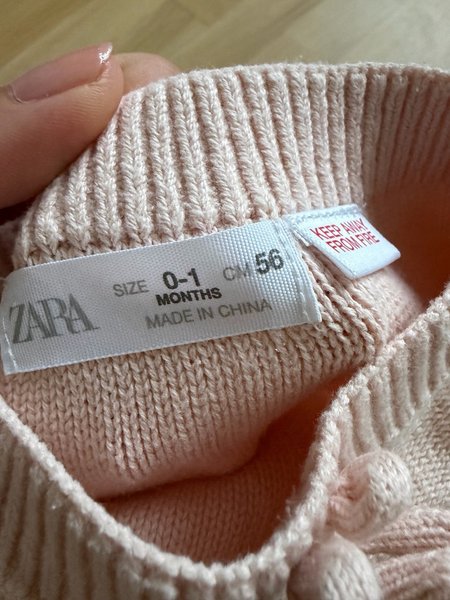 ZARA
SIZE 0-1 MONTHS CM 56
MADE IN CHINA
KEEP AWAY
FROM FIRE